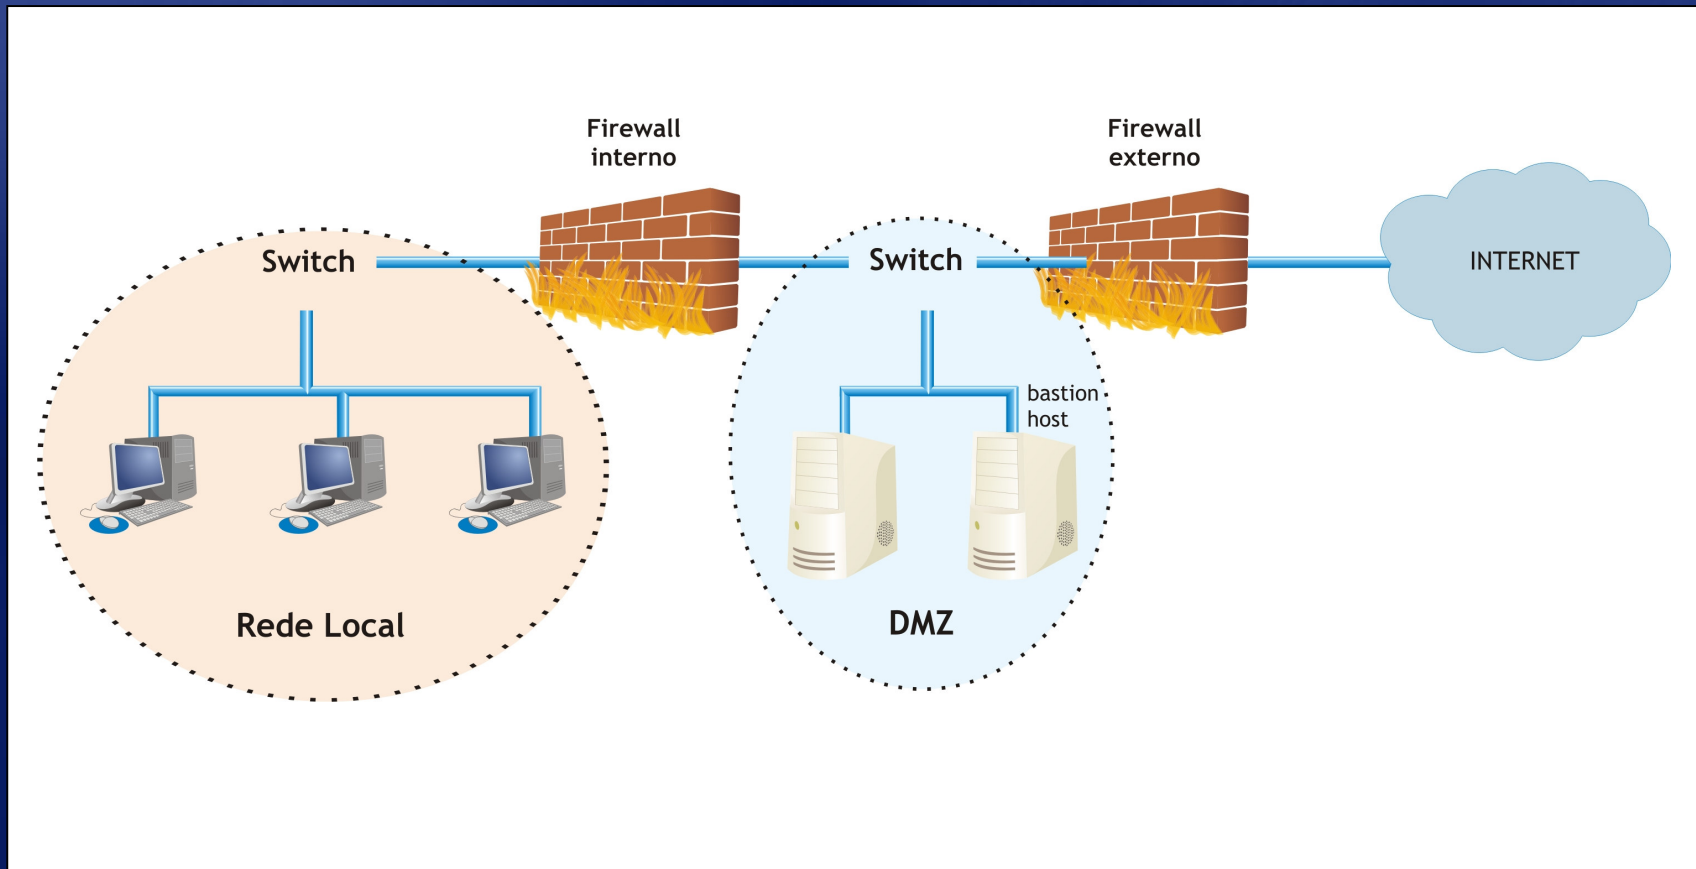 Firewall
interno
Firewall
externo
Switch
Switch
INTERNET
bastion
host
Rede Local
DMZ